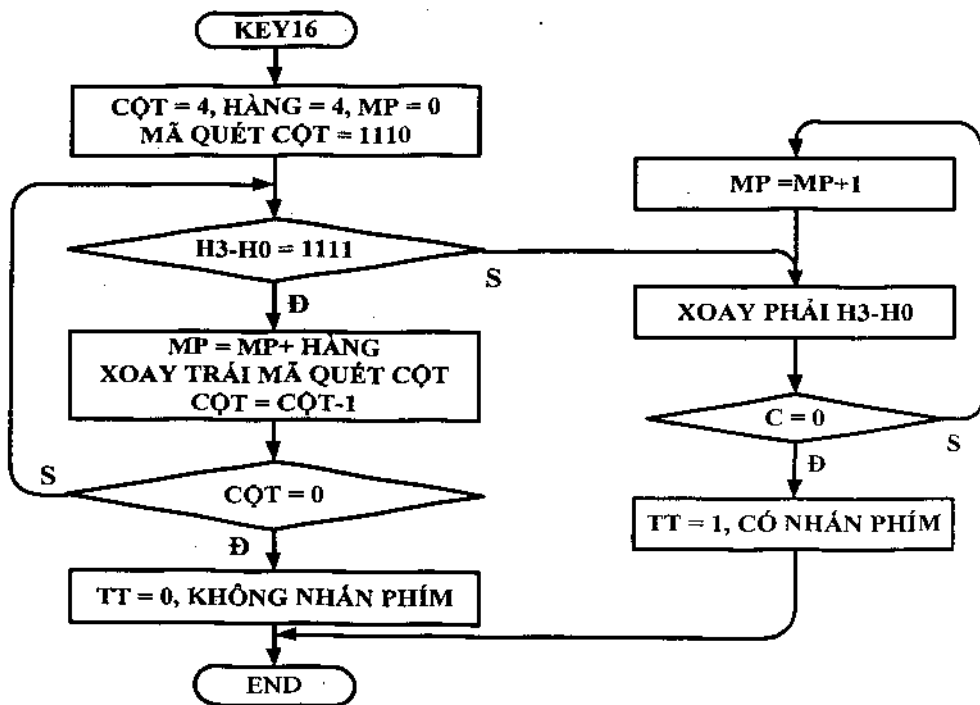 KEY16
CỘT = 4, HÀNG = 4, MP = 0
MÃ QUÉT CỘT = 1110
H3-H0 = 1111
S
Đ
MP = MP+ HÀNG
XOAY TRÁI MÃ QUÉT CỘT
CỘT = CỘT-1
S
CỘT = 0
Đ
TT = 0, KHÔNG NHẤN PHÍM
END
MP =MP+1
XOAY PHẢI H3-H0
C = 0
S
Đ
TT = 1, CÓ NHẤN PHÍM